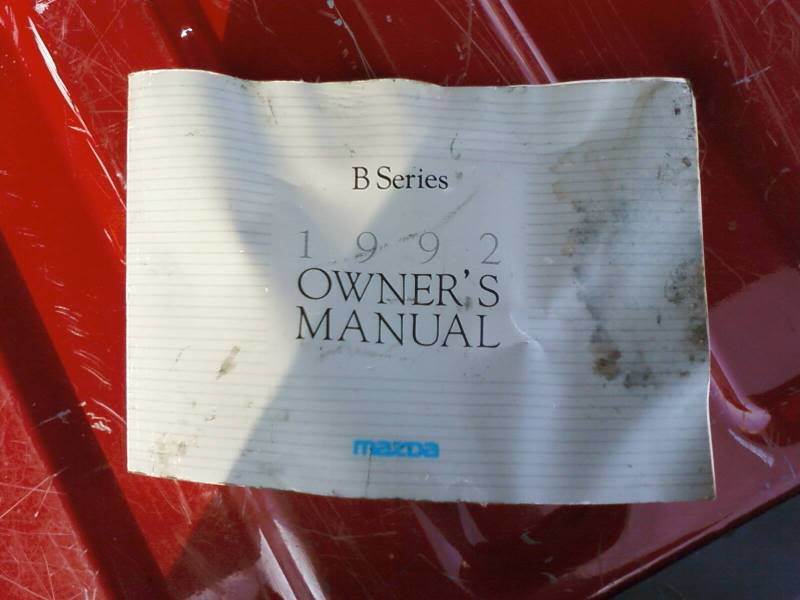 B Series
1992
OWNER'S
MANUAL
mazda